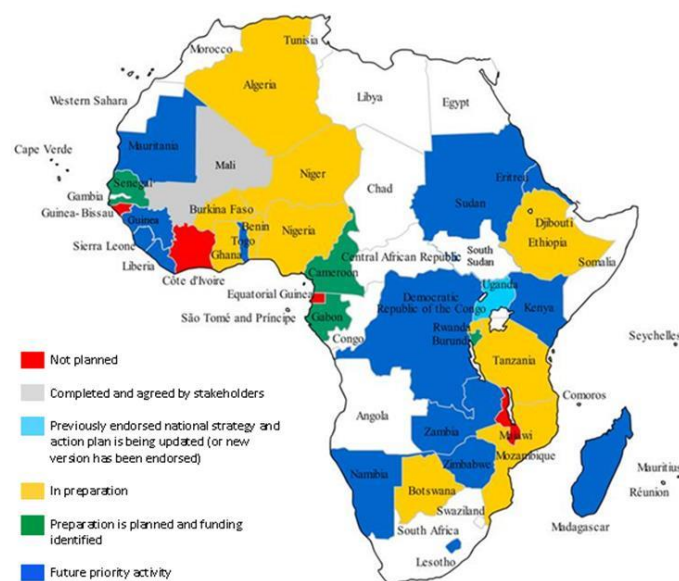 Tunisia
Morocco
Algeria
Western Sahara
Libya
Egypt
Mauritania
Cape Verde
Mali
Niger
Senegal
Gambia
Guinea- Bissau
Guinea
Burkina Faso
Chad
Sudan
Eritrea
Djibouti
Ethiopia
Somalia
Sierra Leone
Liberia
Côte d'Ivoire
Ghana
Togo
Benin
Nigeria
Central African Republic
South
Sudan
Cameroon
Equatorial Guinea
São Tomé and Príncipe
Gabon
Congo
Democratic
Republic of the Congo
Uganda
Kenya
Rwanda
Burundi
Tanzania
Seychelles
Comoros
Angola
Zambia
Malawi
Mozambique
Zimbabwe
Namibia
Botswana
Swaziland
South Africa
Lesotho
Madagascar
Mauritius
Réunion
Not planned
Completed and agreed by stakeholders
Previously endorsed national strategy and
action plan is being updated (or new
version has been endorsed)
In preparation
Preparation is planned and funding
identified
Future priority activity